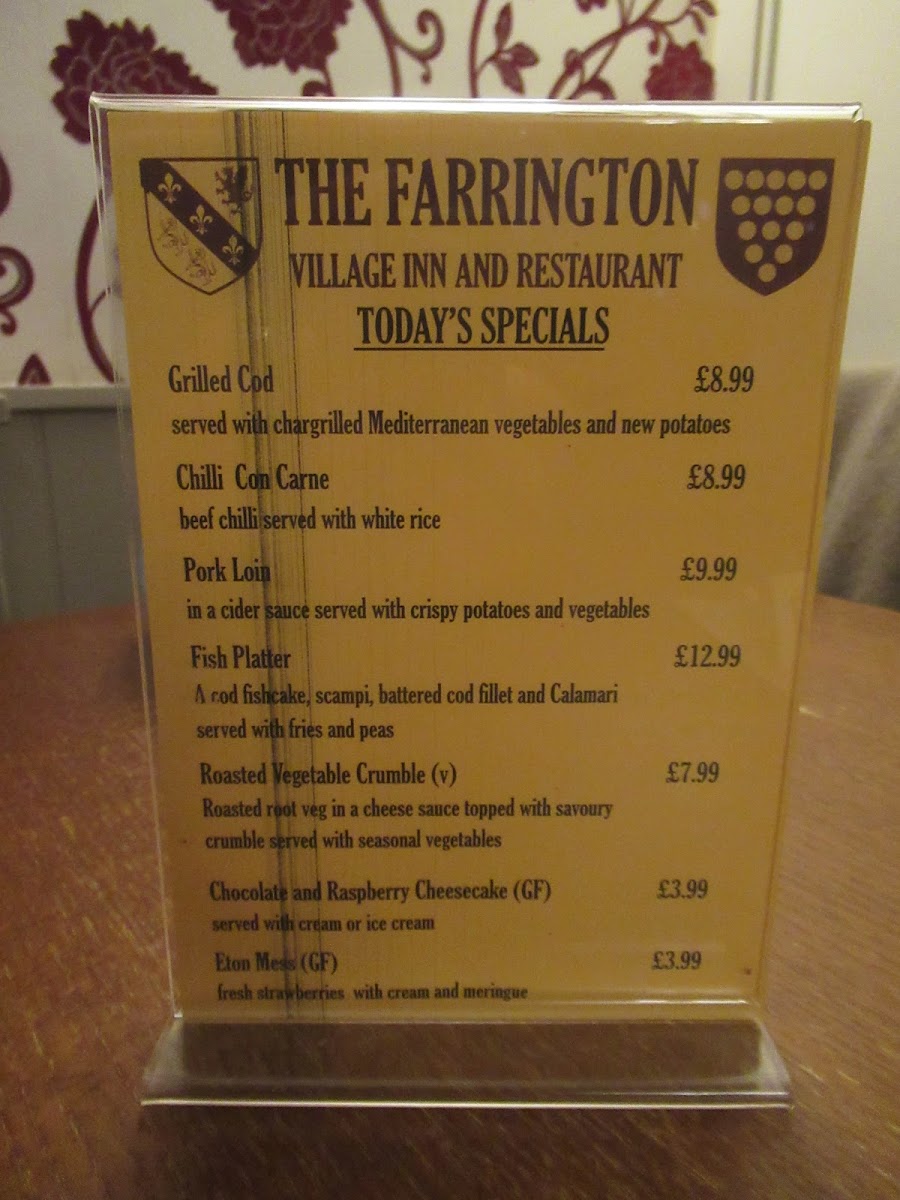 THE FARRINGTON
VILLAGE INN AND RESTAURANT
TODAY'S SPECIALS
Grilled Cod £8.99
served with chargrilled Mediterranean vegetables and new potatoes
Chilli Con Carne £8.99
beef chilli served with white rice
Pork Loin £9.99
in a cider sauce served with crispy potatoes and vegetables
Fish Platter £12.99
A cod fishcake, scampi, battered cod fillet and Calamari
served with fries and peas
Roasted Vegetable Crumble (v) £7.99
Roasted root veg in a cheese sauce topped with savoury
crumble served with seasonal vegetables
Chocolate and Raspberry Cheesecake (GF) £3.99
served with cream or ice cream
Eton Mess (GF) £3.99
fresh strawberries with cream and meringue